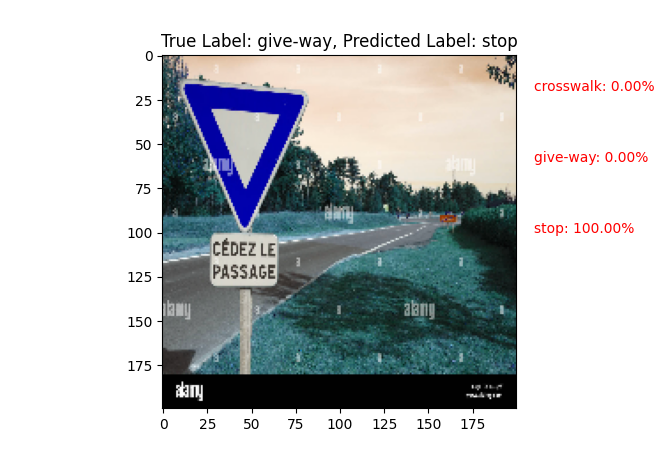 True Label: give-way, Predicted Label: stop
0
25
50
75
100
125
150
175
0 25 50 75 100 125 150 175
crosswalk: 0.00%
give-way: 0.00%
stop: 100.00%
CÉDEZ LE
PASSAGE
alamy
alamy
alamy
alamy
alamy
alamy